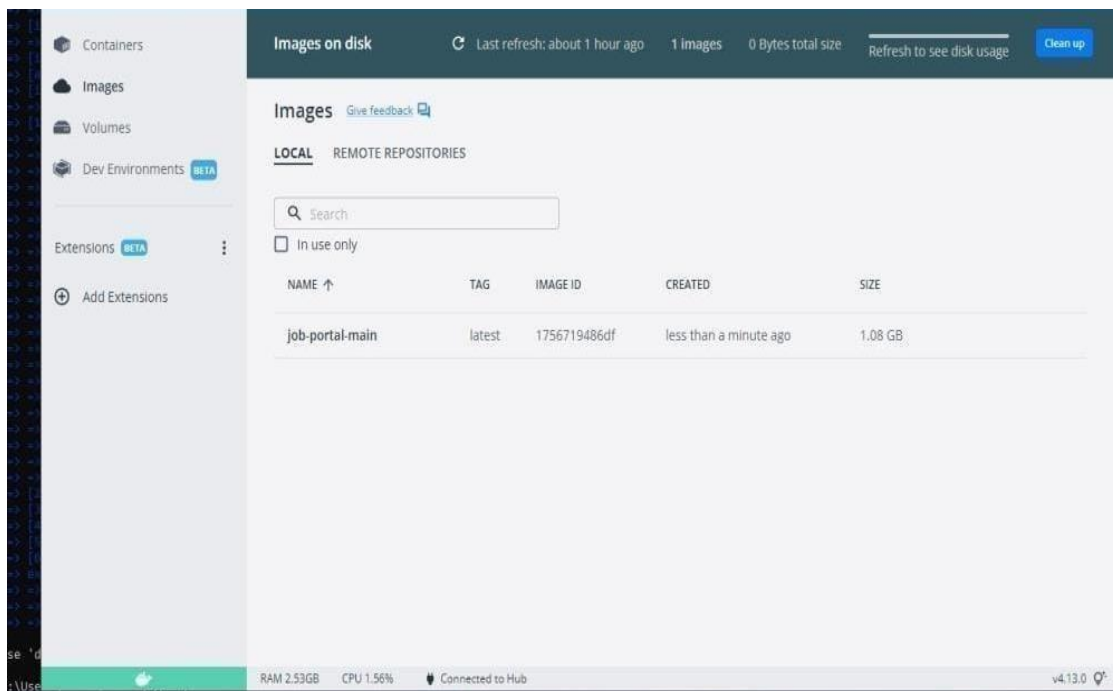 Containers
Images
Volumes
Dev Environments BETA
Extensions BETA
Add Extensions
Images on disk
Last refresh: about 1 hour ago
1 images
0 Bytes total size
Refresh to see disk usage
Clean up
Images Give feedback
LOCAL REMOTE REPOSITORIES
Search
In use only
NAME TAG IMAGE ID CREATED SIZE
job-portal-main latest 1756719486df less than a minute ago 1.08 GB
se 'd
:\Use
RAM 2.53GB CPU 1.56% Connected to Hub
v4.13.0